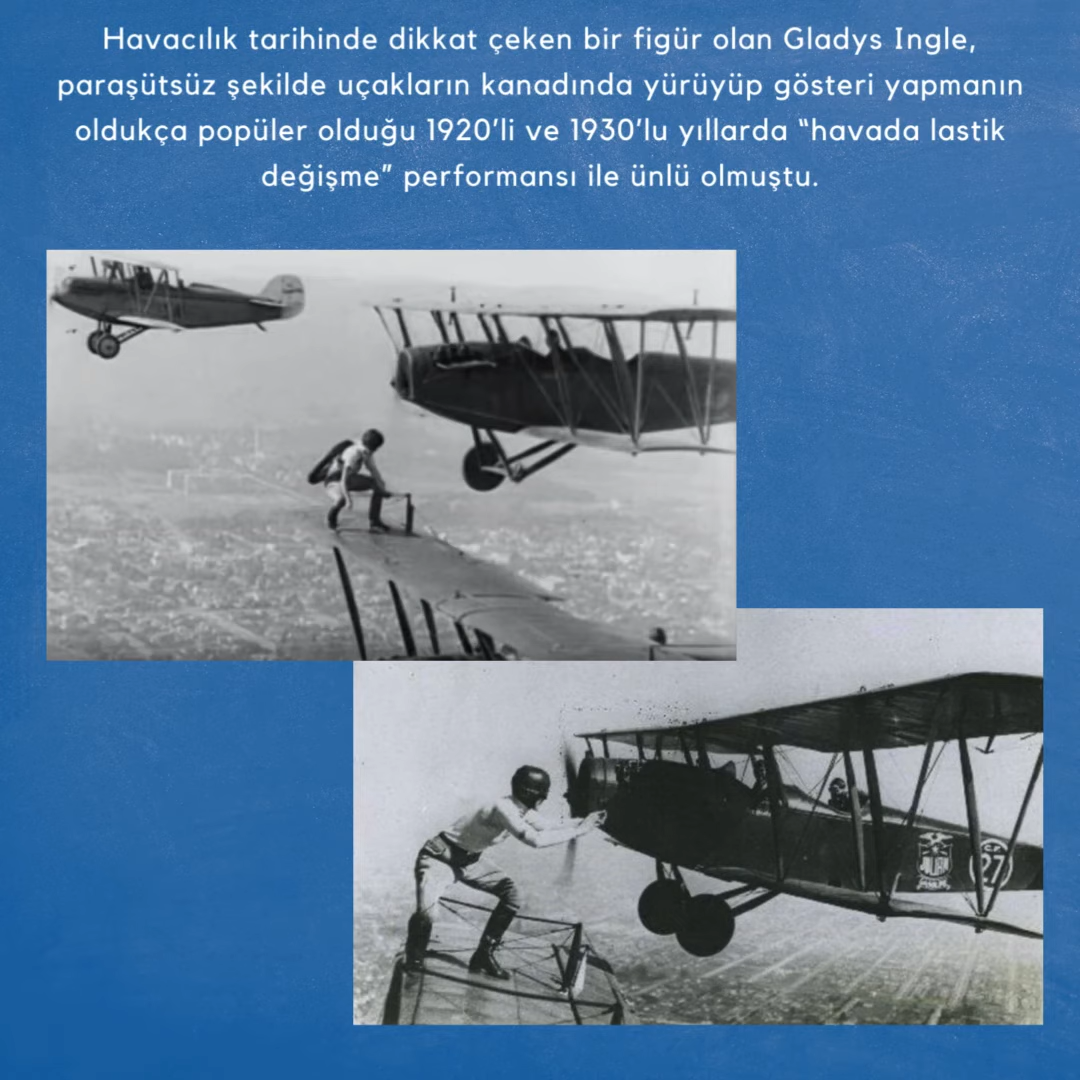 Havacılık tarihinde dikkat çeken bir figür olan Gladys Ingle,
paraşütsüz şekilde uçakların kanadında yürüyüp gösteri yapmanın
oldukça popüler olduğu 1920’li ve 1930’lu yıllarda “havada lastik
değişme” performansı ile ünlü olmuştu.
27